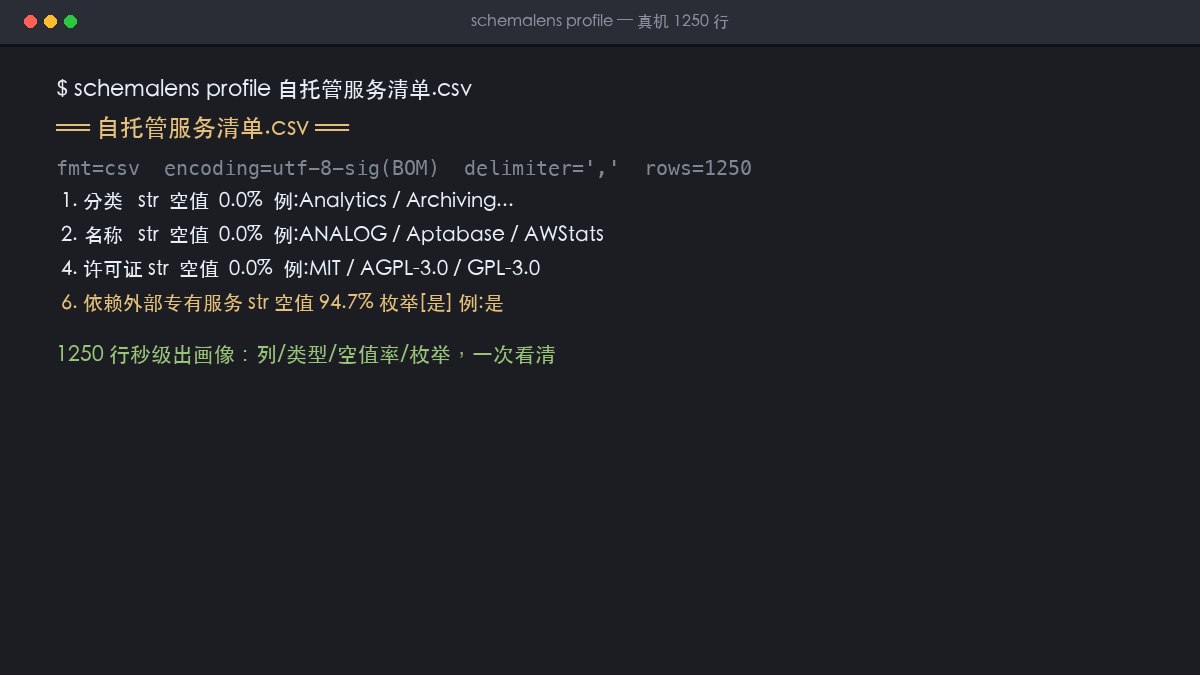 schemalens profile — 真机 1250 行
$ schemalens profile 自托管服务清单.csv
══ 自托管服务清单.csv ══
fmt=csv  encoding=utf-8-sig(BOM)  delimiter=','  rows=1250
1. 分类  str  空值  0.0%  例:Analytics / Archiving...
2. 名称  str  空值  0.0%  例:ANALOG / Aptabase / AWStats
4. 许可证 str  空值  0.0%  例:MIT / AGPL-3.0 / GPL-3.0
6. 依赖外部专有服务 str 空值 94.7% 枚举[是] 例:是
1250 行秒级出画像：列/类型/空值率/枚举，一次看清